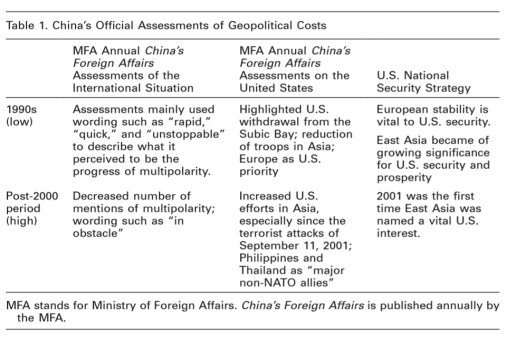 Table 1. China's Official Assessments of Geopolitical Costs
MFA Annual China's
Foreign Affairs
Assessments of the
International Situation
MFA Annual China's
Foreign Affairs
Assessments on the
United States
U.S. National
Security Strategy
1990s
(low)
Assessments mainly used
wording such as “rapid,”
“quick,” and “unstoppable”
to describe what it
perceived to be the
progress of multipolarity.
Highlighted U.S.
withdrawal from the
Subic Bay; reduction
of troops in Asia;
Europe as U.S.
priority
European stability is
vital to U.S. security.
East Asia became of
growing significance
for U.S. security and
prosperity
Post-2000
period
(high)
Decreased number of
mentions of multipolarity;
wording such as “in
obstacle”
Increased U.S.
efforts in Asia,
especially since the
terrorist attacks of
September 11, 2001;
Philippines and
Thailand as “major
non-NATO allies”
2001 was the first
time East Asia was
named a vital U.S.
interest.
MFA stands for Ministry of Foreign Affairs. China's Foreign Affairs is published annually by
the MFA.